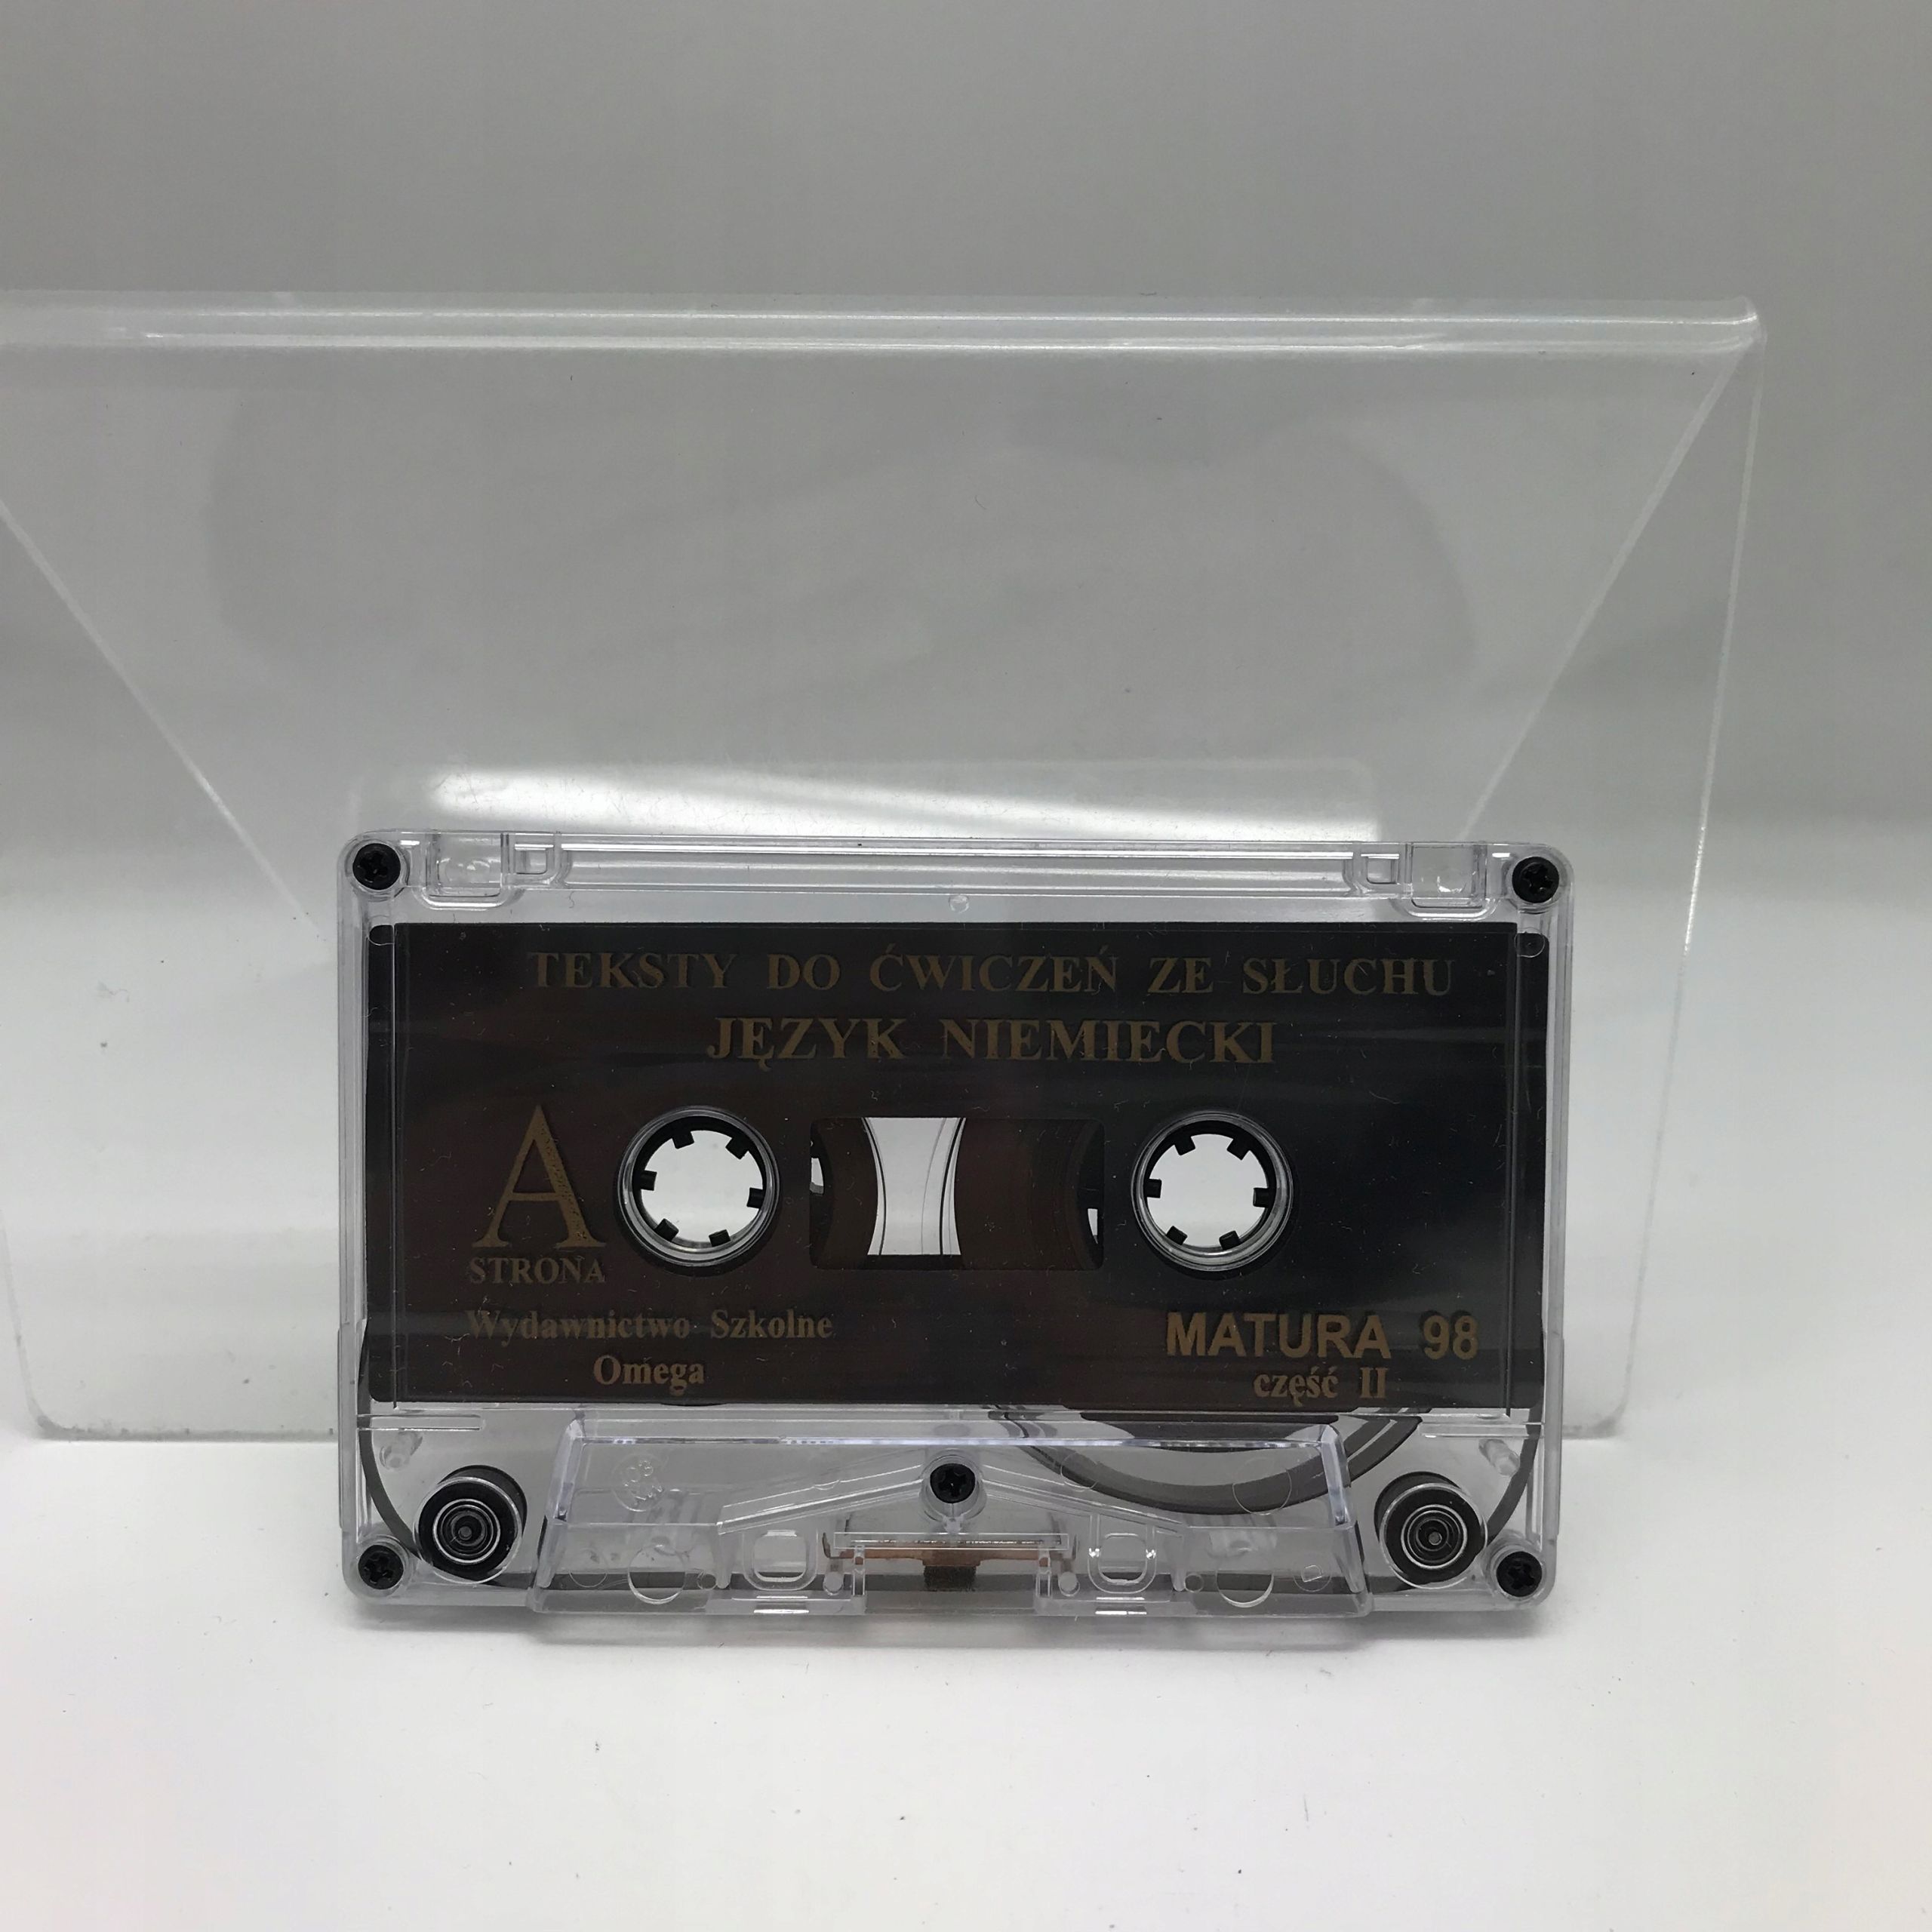 TEKSTY DO ĆWICZEŃ ZE SŁUCHU
JĘZYK NIEMIECKI
A
STRONA
Wydawnictwo Szkolne
Omega
MATURA 98
część II